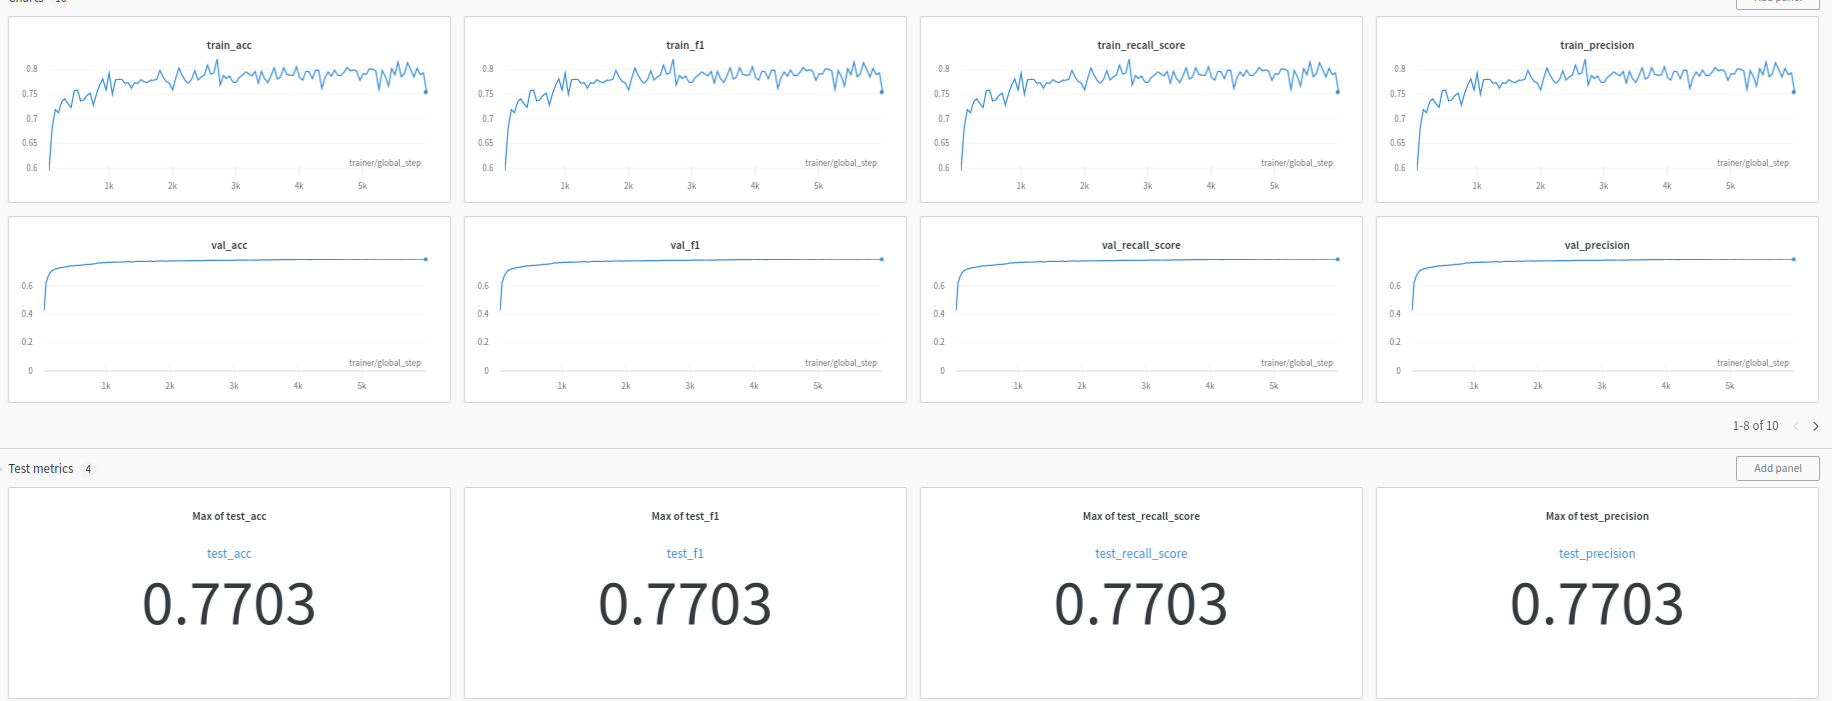 Charts 10
Add panel
train_acc
0.8
0.75
0.7
0.65
0.6
trainer/global_step
1k 2k 3k 4k 5k
train_f1
0.8
0.75
0.7
0.65
0.6
trainer/global_step
1k 2k 3k 4k 5k
train_recall_score
0.8
0.75
0.7
0.65
0.6
trainer/global_step
1k 2k 3k 4k 5k
train_precision
0.8
0.75
0.7
0.65
0.6
trainer/global_step
1k 2k 3k 4k 5k
val_acc
0.6
0.4
0.2
trainer/global_step
0
1k 2k 3k 4k 5k
val_f1
0.6
0.4
0.2
trainer/global_step
0
1k 2k 3k 4k 5k
val_recall_score
0.6
0.4
0.2
trainer/global_step
0
1k 2k 3k 4k 5k
val_precision
0.6
0.4
0.2
trainer/global_step
0
1k 2k 3k 4k 5k
1-8 of 10
Test metrics 4
Add panel
Max of test_acc
test_acc
0.7703
Max of test_f1
test_f1
0.7703
Max of test_recall_score
test_recall_score
0.7703
Max of test_precision
test_precision
0.7703